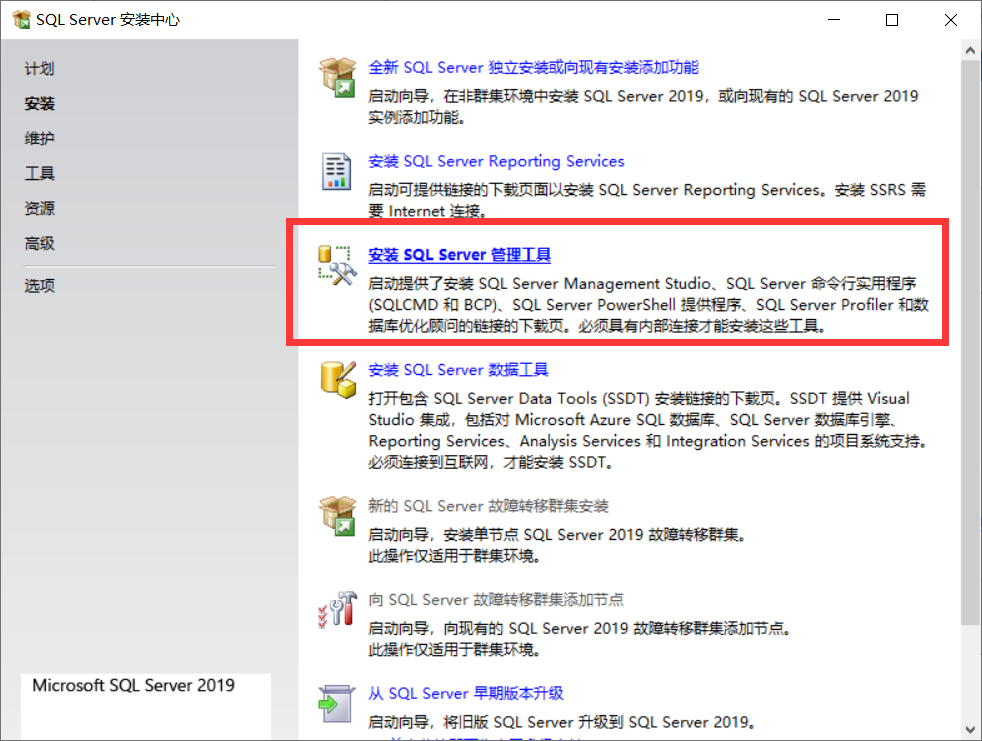 SQL Server 安装中心
计划
安装
维护
工具
资源
高级
选项
Microsoft SQL Server 2019
全新 SQL Server 独立安装或向现有安装添加功能
启动向导，在非群集环境中安装 SQL Server 2019，或向现有的 SQL Server 2019
实例添加功能。
安装 SQL Server Reporting Services
启动可提供链接的下载页面以安装 SQL Server Reporting Services。安装 SSRS 需
要 Internet 连接。
安装 SQL Server 管理工具
启动提供了安装 SQL Server Management Studio、SQL Server 命令行实用程序
(SQLCMD 和 BCP)、SQL Server PowerShell 提供程序、SQL Server Profiler 和数
据库优化顾问的链接的下载页。必须具有内部连接才能安装这些工具。
安装 SQL Server 数据工具
打开包含 SQL Server Data Tools (SSDT) 安装链接的下载页。SSDT 提供 Visual
Studio 集成，包括对 Microsoft Azure SQL 数据库、SQL Server 数据库引擎、
Reporting Services、Analysis Services 和 Integration Services 的项目系统支持。
必须连接到互联网，才能安装 SSDT。
新的 SQL Server 故障转移群集安装
启动向导，安装单节点 SQL Server 2019 故障转移群集。
此操作仅适用于群集环境。
向 SQL Server 故障转移群集添加节点
启动向导，向现有的 SQL Server 2019 故障转移群集添加节点。
此操作仅适用于群集环境。
从 SQL Server 早期版本升级
启动向导，将旧版 SQL Server 升级到 SQL Server 2019。